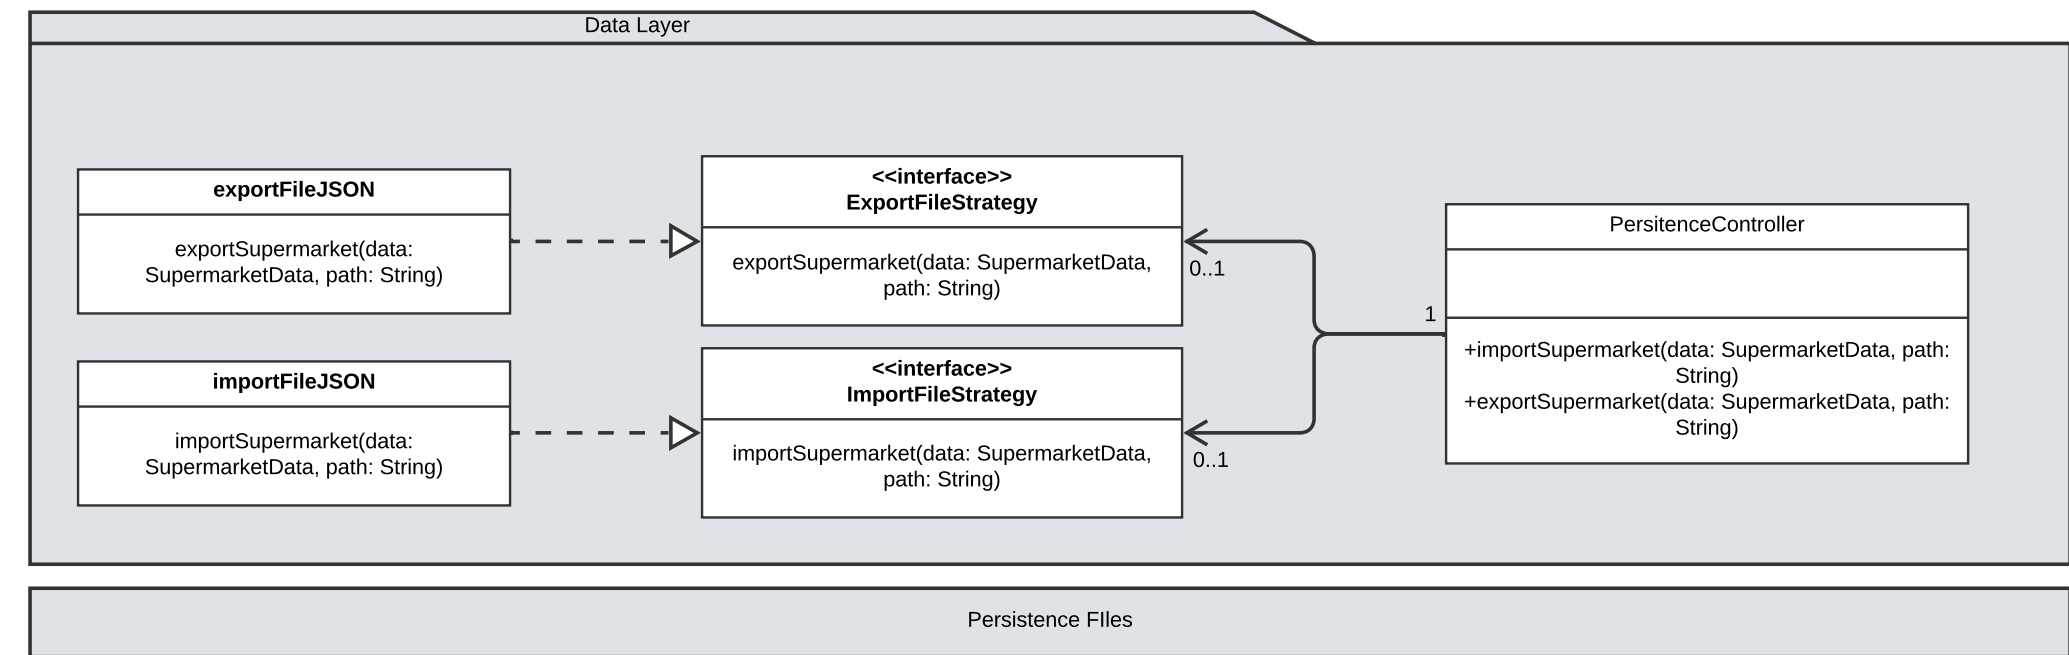 Data Layer
exportFileJSON
exportSupermarket(data:
SupermarketData, path: String)
<<interface>>
ExportFileStrategy
exportSupermarket(data: SupermarketData,
path: String)
0..1
importFileJSON
importSupermarket(data:
SupermarketData, path: String)
<<interface>>
ImportFileStrategy
importSupermarket(data: SupermarketData,
path: String)
0..1
1
PersitenceController
+importSupermarket(data: SupermarketData, path:
String)
+exportSupermarket(data: SupermarketData, path:
String)
Persistence FIles